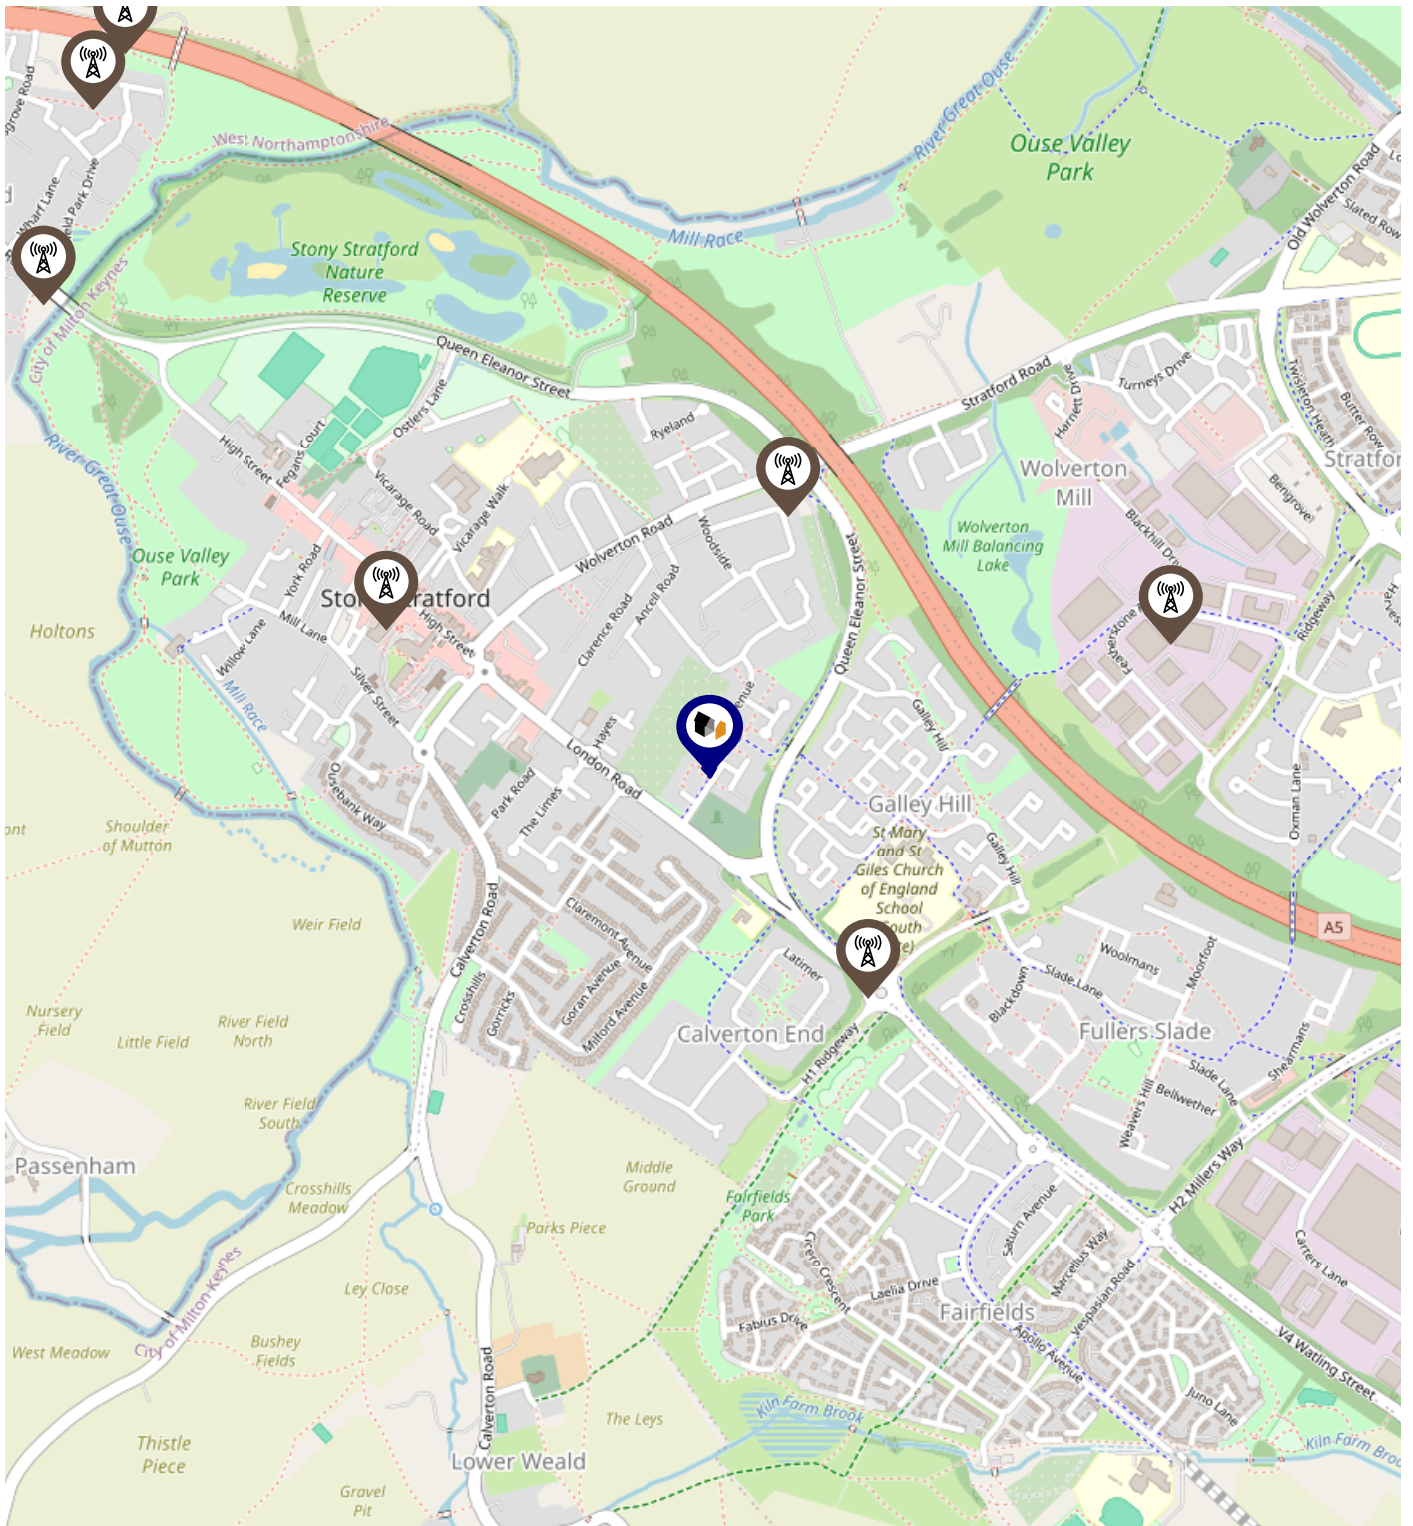 West Northamptonshire
River Great Ouse
Ouse Valley
Park
Old Wolverton Road
Slated Row
Wharf Lane
Mill Race
Stony Stratford
Nature
Reserve
City of Milton Keynes
Queen Eleanor Street
Stratford Road
Turneys Drive
Harnett Drive
Twisleton Heath
Butter Row
Ostlers Lane
Ryeland
High Street
Fegans Court
Wolverton
Mill
Bengrove
River Great Ouse
Vicarage Road
Vicarage Walk
Wolverton Road
Woodside
Blackhill
Wolverton
Mill Balancing
Lake
Ouse Valley
Park
York Road
Queen Eleanor Street
Ancell Road
Clarence Road
Ridgeway
Holtons
Mill Lane
High Street
Willow Lane
Silver Street
Mill Race
Galley Hill
Hayes
London Road
Ousebank Way
Park Road
The Limes
Galley Hill
Oxman Lane
Shoulder
of Mutton
St Mary
and St
Giles Church
of England
School
Galley Hill
Weir Field
Calverton Road
Claremont Avenue
A5
Latimer
Woolmans
Moorfoot
Slade Lane
Blackdown
Crosshills
Gorricks
Goran Avenue
Milford Avenue
Nursery
Field
River Field
North
Little Field
Calverton End
H1 Ridgeway
Fullers Slade
Shearmans
Slade Lane
Bellwether
Weavers Hill
River Field
South
Passenham
Middle
Ground
H2 Millers Way
Crosshills
Meadow
Fairfields
Park
Parks Piece
Saturn Avenue
Marcellus Way
Cicero Crescent
Carters Lane
City of Milton Keynes
Ley Close
Laelia Drive
Vespasian Road
Fairfields
Fabius Drive
Apollo Avenue
West Meadow
Bushey
Fields
V4 Watling Street
Calverton Road
Juno Lane
Kiln Farm Brook
The Leys
Thistle
Piece
Lower Weald
Gravel
Pit